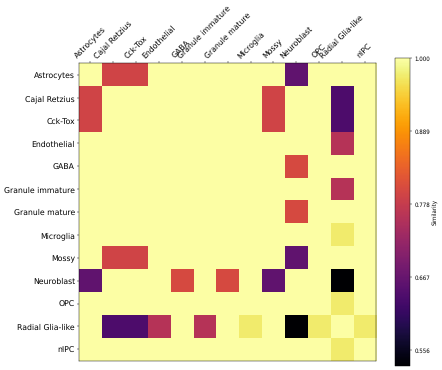 Astrocytes
Cajal Retzius
Cck-Tox
Endothelial
GABA
Granule immature
Granule mature
Microglia
Mossy
Neuroblast
OPC
Radial Glia-like
nIPC
Astrocytes
Cajal Retzius
Cck-Tox
Endothelial
GABA
Granule immature
Granule mature
Microglia
Mossy
Neuroblast
OPC
Radial Glia-like
nIPC
1.000
0.889
0.778
0.667
0.556
Similarity